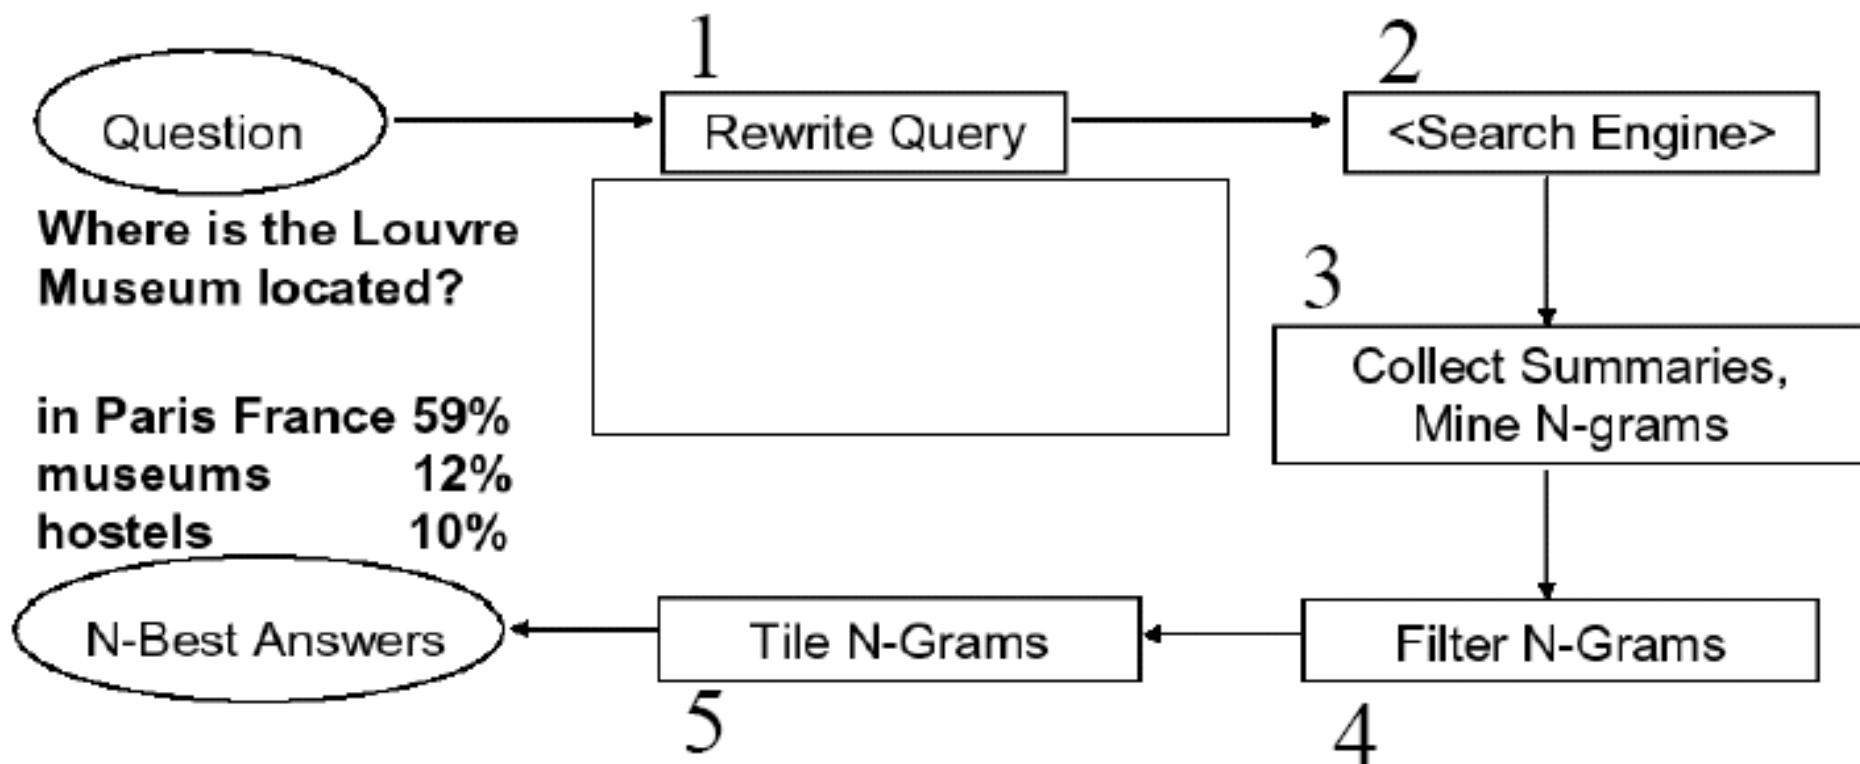 1
2
Question
Rewrite Query
<Search Engine>
Where is the Louvre
Museum located?
3
Collect Summaries,
Mine N-grams
in Paris France 59%
museums 12%
hostels 10%
N-Best Answers
Tile N-Grams
Filter N-Grams
5
4